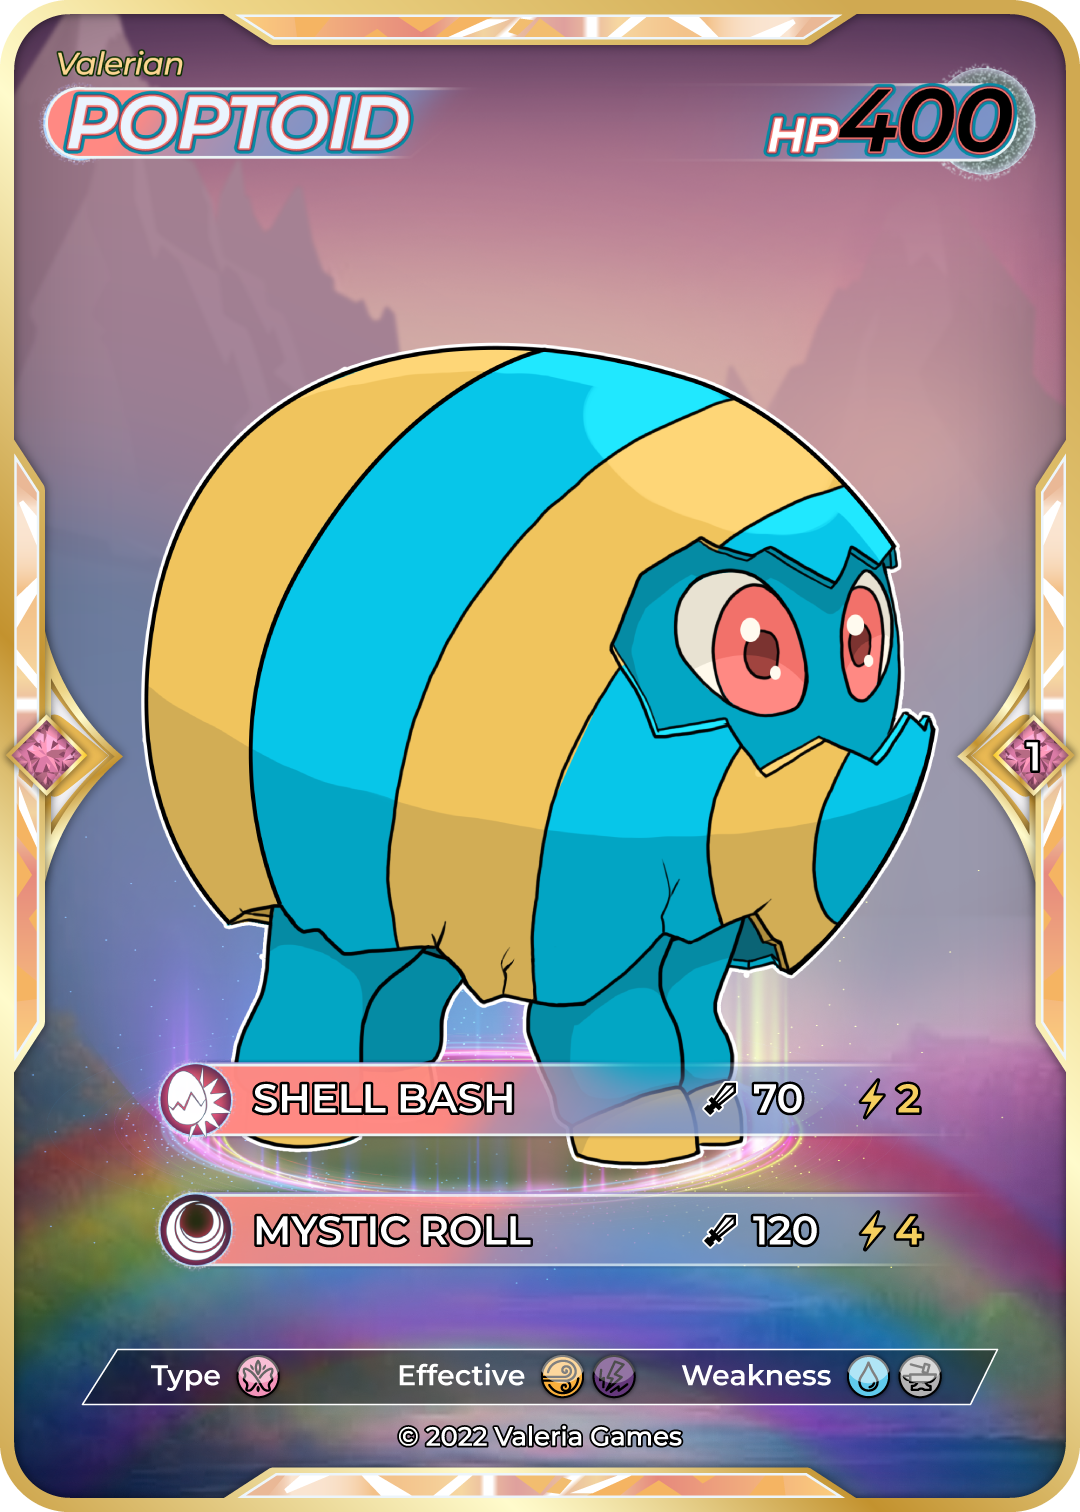 Valerian
POPTOID
HP400
1
SHELL BASH 70 2
MYSTIC ROLL 120 4
Type Effective Weakness
© 2022 Valeria Games